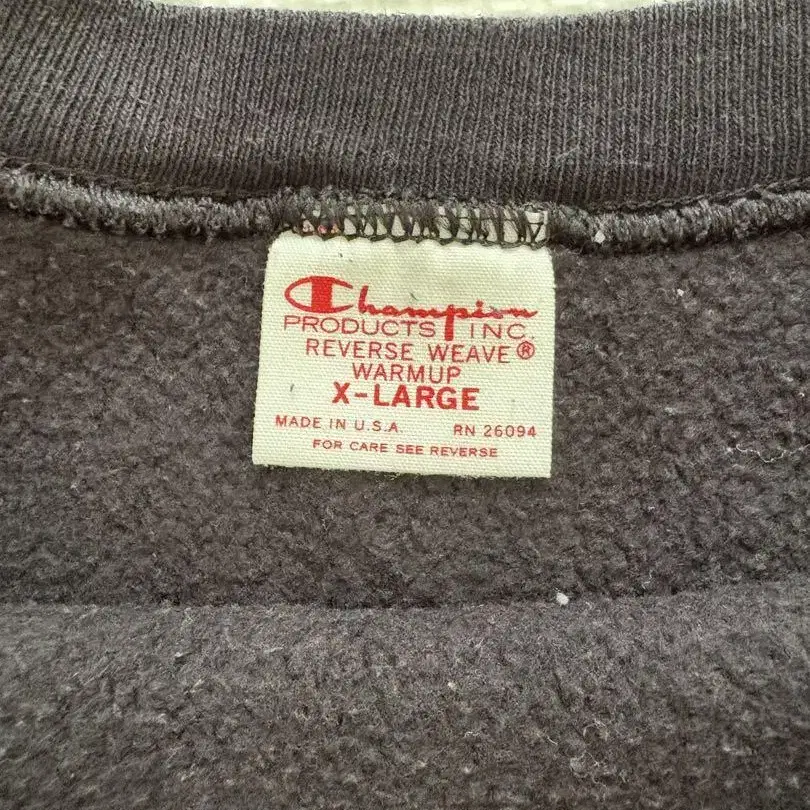 Champion
PRODUCTS INC.
REVERSE WEAVE®
WARMUP
X-LARGE
MADE IN U.S.A RN 26094
FOR CARE SEE REVERSE